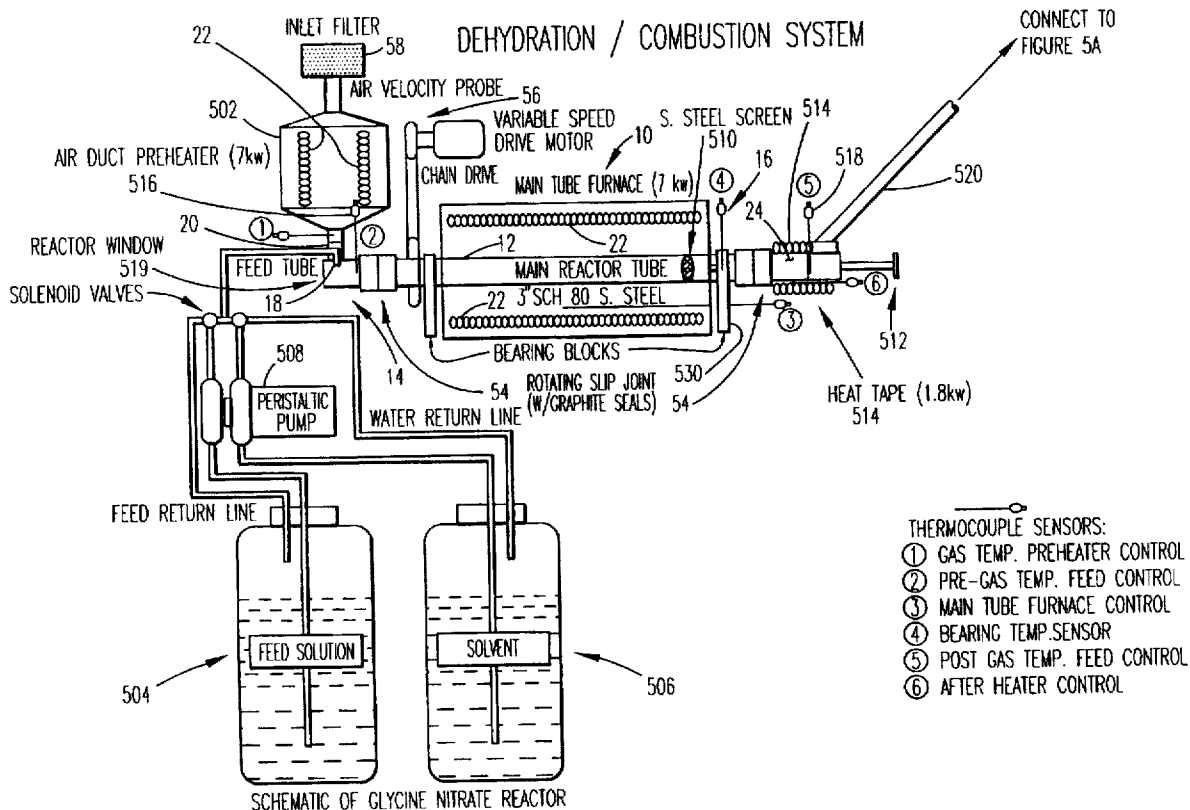 INLET FILTER
58
22
DEHYDRATION / COMBUSTION SYSTEM
CONNECT TO
FIGURE 5A
AIR VELOCITY PROBE
502
56
VARIABLE SPEED
DRIVE MOTOR
S. STEEL SCREEN
510
514
10
AIR DUCT PREHEATER (7kw)
516
CHAIN DRIVE
MAIN TUBE FURNACE (7 kw)
4
16
5
518
520
20
1
2
22
12
24
REACTOR WINDOW
519
FEED TUBE
MAIN REACTOR TUBE
18
3"SCH 80 S. STEEL
22
6
3
512
SOLENOID VALVES
508
14
54
BEARING BLOCKS
530
ROTATING SLIP JOINT
(W/GRAPHITE SEALS)
54
HEAT TAPE (1.8kw)
514
PERISTALTIC
PUMP
WATER RETURN LINE
FEED RETURN LINE
FEED SOLUTION
SOLVENT
504
506
THERMOCOUPLE SENSORS:
1 GAS TEMP. PREHEATER CONTROL
2 PRE-GAS TEMP. FEED CONTROL
3 MAIN TUBE FURNACE CONTROL
4 BEARING TEMP.SENSOR
5 POST GAS TEMP. FEED CONTROL
6 AFTER HEATER CONTROL
SCHEMATIC OF GLYCINE NITRATE REACTOR